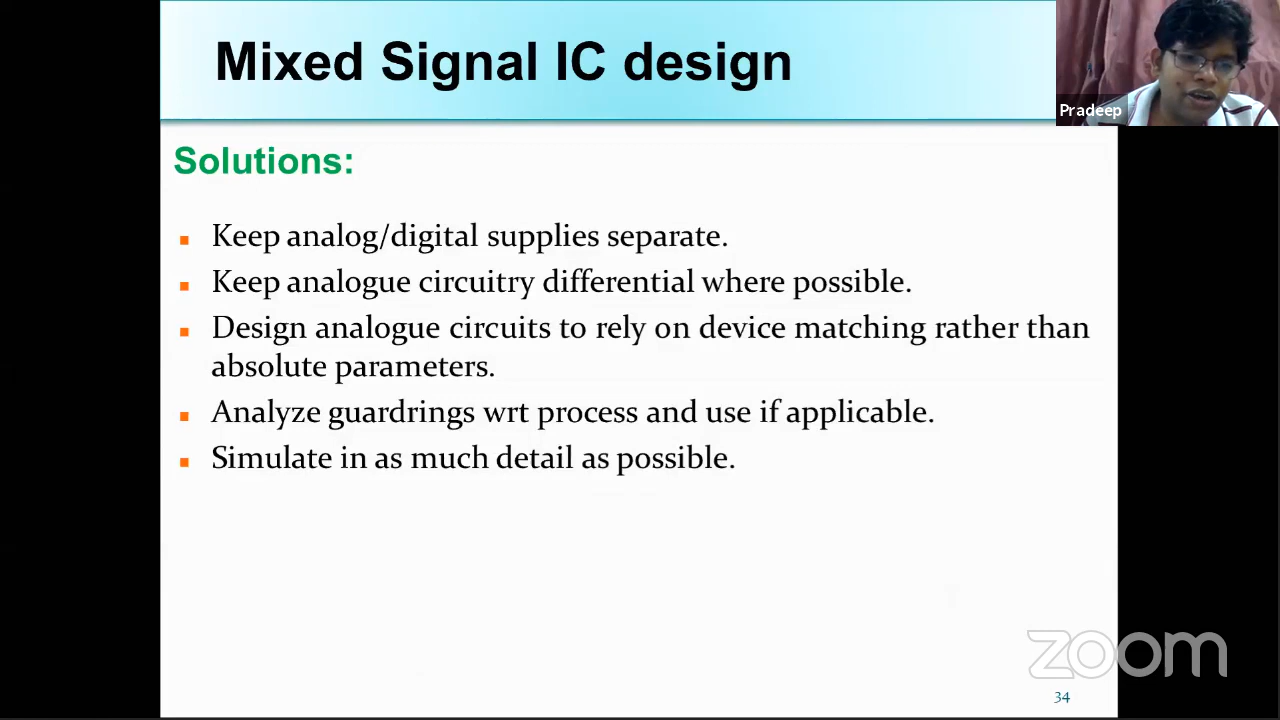 Mixed Signal IC design
Pradeep
Solutions:
Keep analog/digital supplies separate.
Keep analogue circuitry differential where possible.
Design analogue circuits to rely on device matching rather than
absolute parameters.
Analyze guardrings wrt process and use if applicable.
Simulate in as much detail as possible.
zoom
34